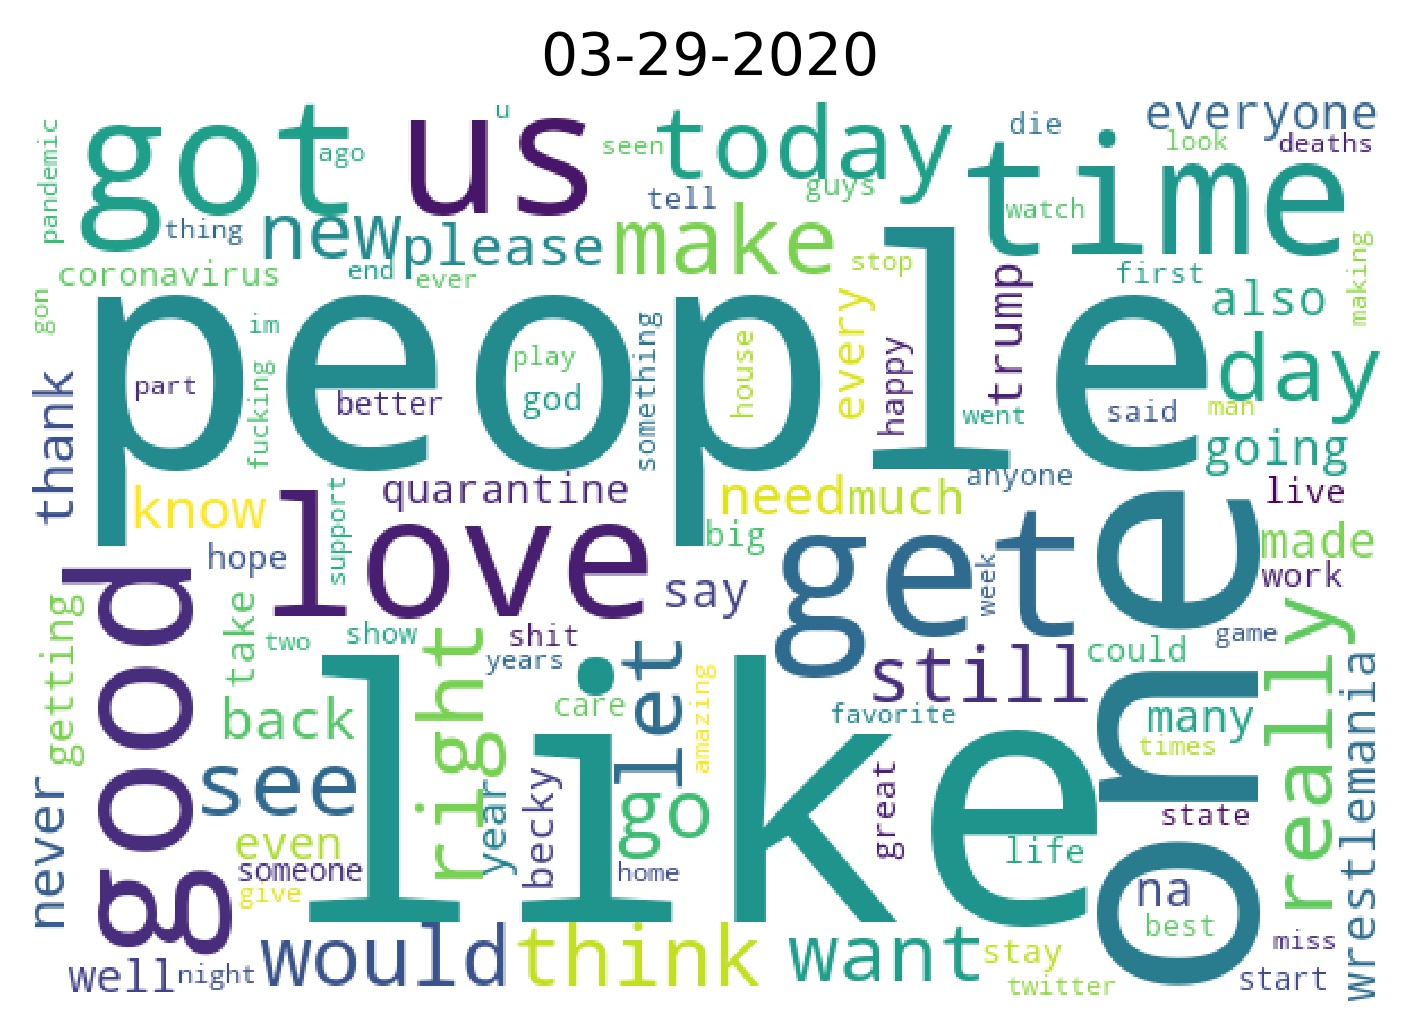 03-29-2020
pandemic
got
ago
us
u
seen
today
tell
guys
die
everyone
look
deaths
time
watch
thing
new
please
make
stop
coronavirus
end
ever
first
making
gon
also
trump
people
im
part
fucking
better
play
god
something
house
every
happy
went
said
man
day
thank
going
know
quarantine
anyone
live
support
love
need
much
big
get
week
one
made
work
hope
good
say
getting
take
two
show
shit
years
right
like
let
care
amazing
still
favorite
could
game
many
times
really
wrestlemania
back
see
year
becky
go
great
state
never
even
someone
give
home
life
na
best
miss
well
night
would
think
want
stay
twitter
start